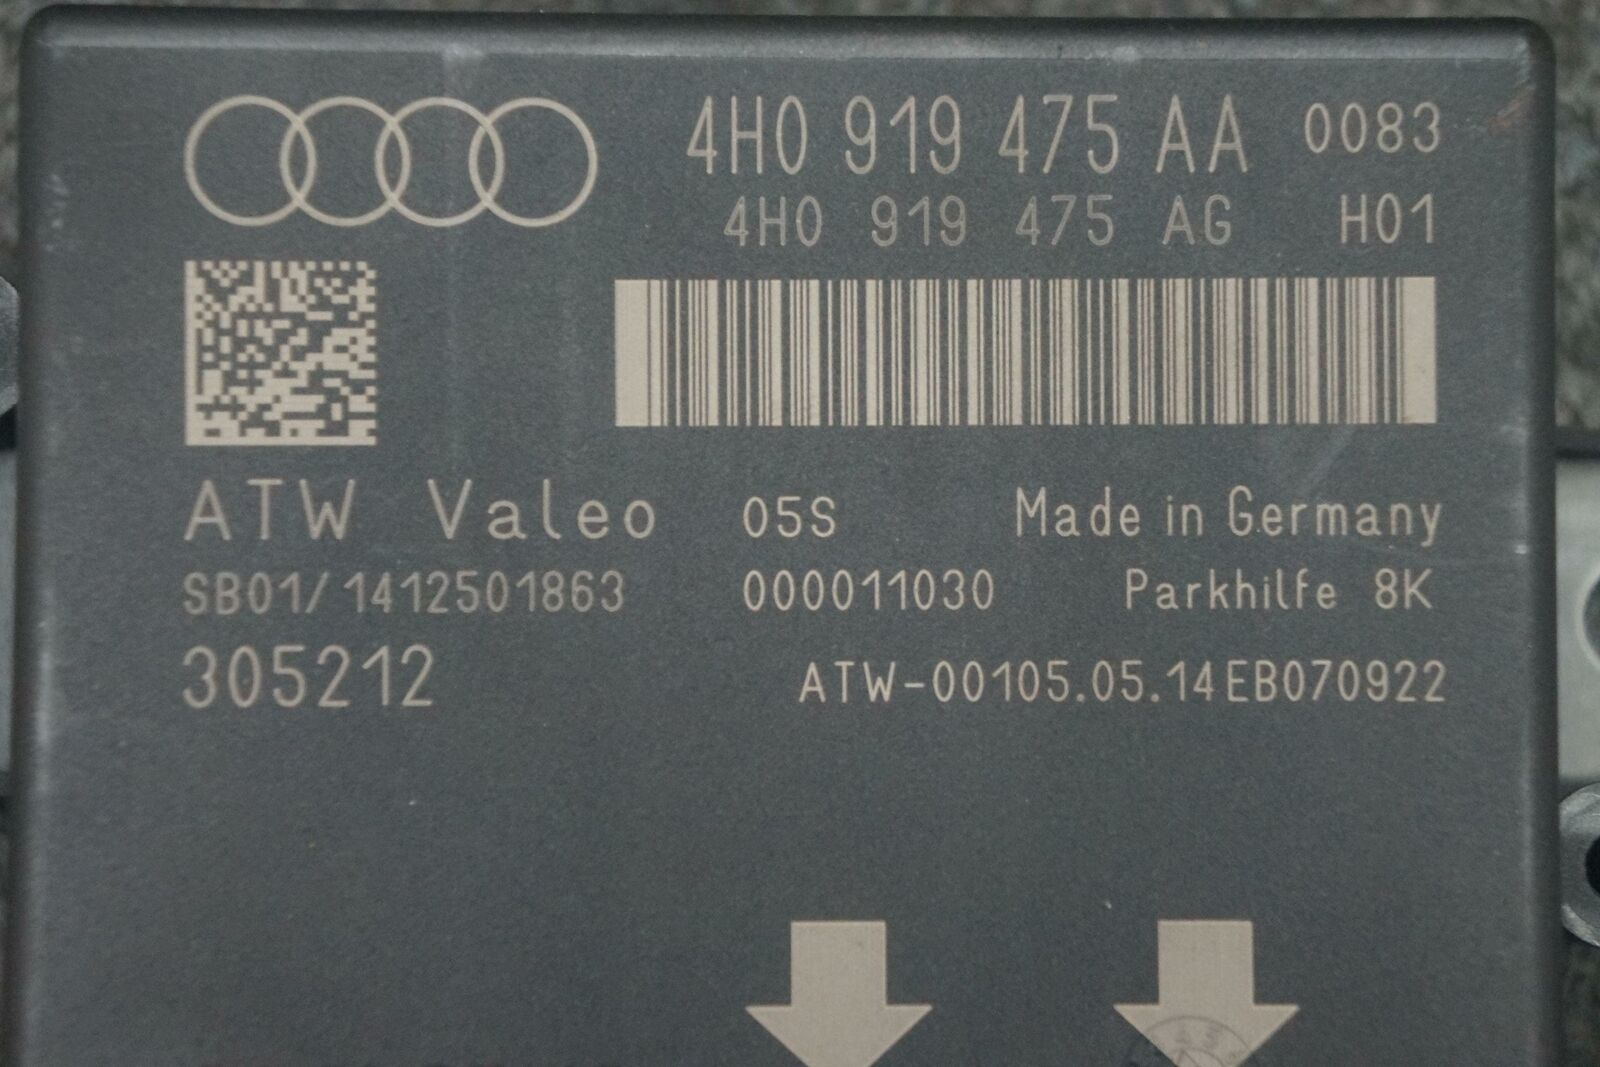 4H0 919 475 AA 0083
4H0 919 475 AG H01
ATW Valeo 05S Made in Germany
SB01/1412501863 000011030 Parkhilfe 8K
305212 ATW-00105.05.14EB070922